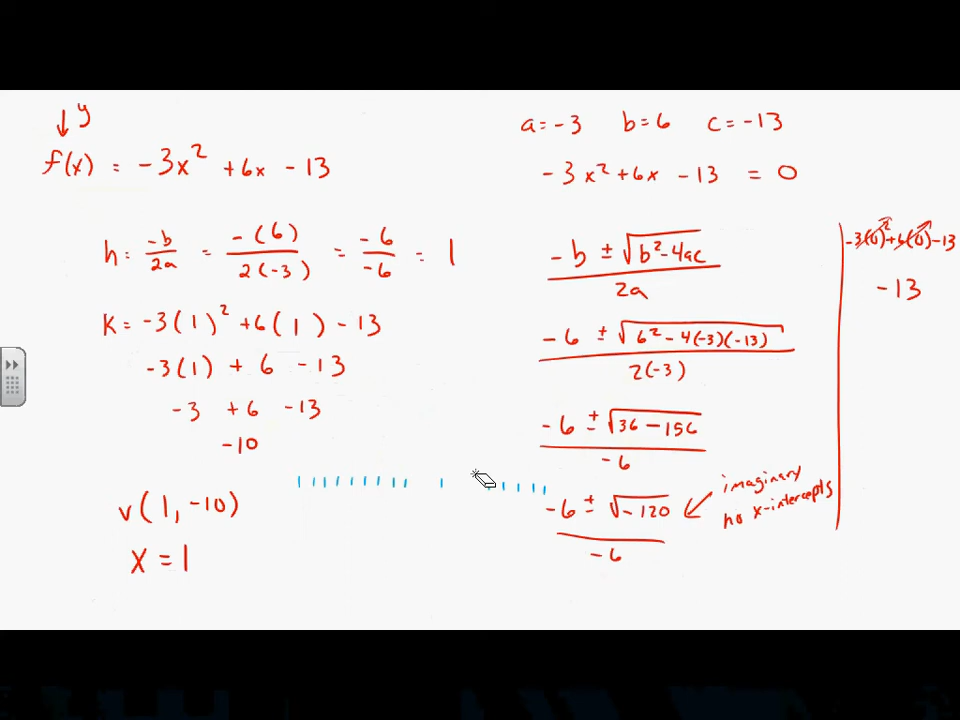 ↓ y
f(x) = -3x² + 6x - 13
h = -b/2a = -(6)/2(-3) = -6/-6 = 1
K = -3(1)² + 6(1) - 13
-3(1) + 6 - 13
-3 + 6 - 13
-10
v(1, -10)
x = 1
a = -3 b = 6 c = -13
-3x² + 6x - 13 = 0
-b ± √b² - 4ac
2a
-6 ± √6² - 4(-3)(-13)
2(-3)
-6 ± √36 - 156
-6
-6 ± √-120
-6
imaginary
no x-intercepts
-3(0)² + 6(0) - 13
-13